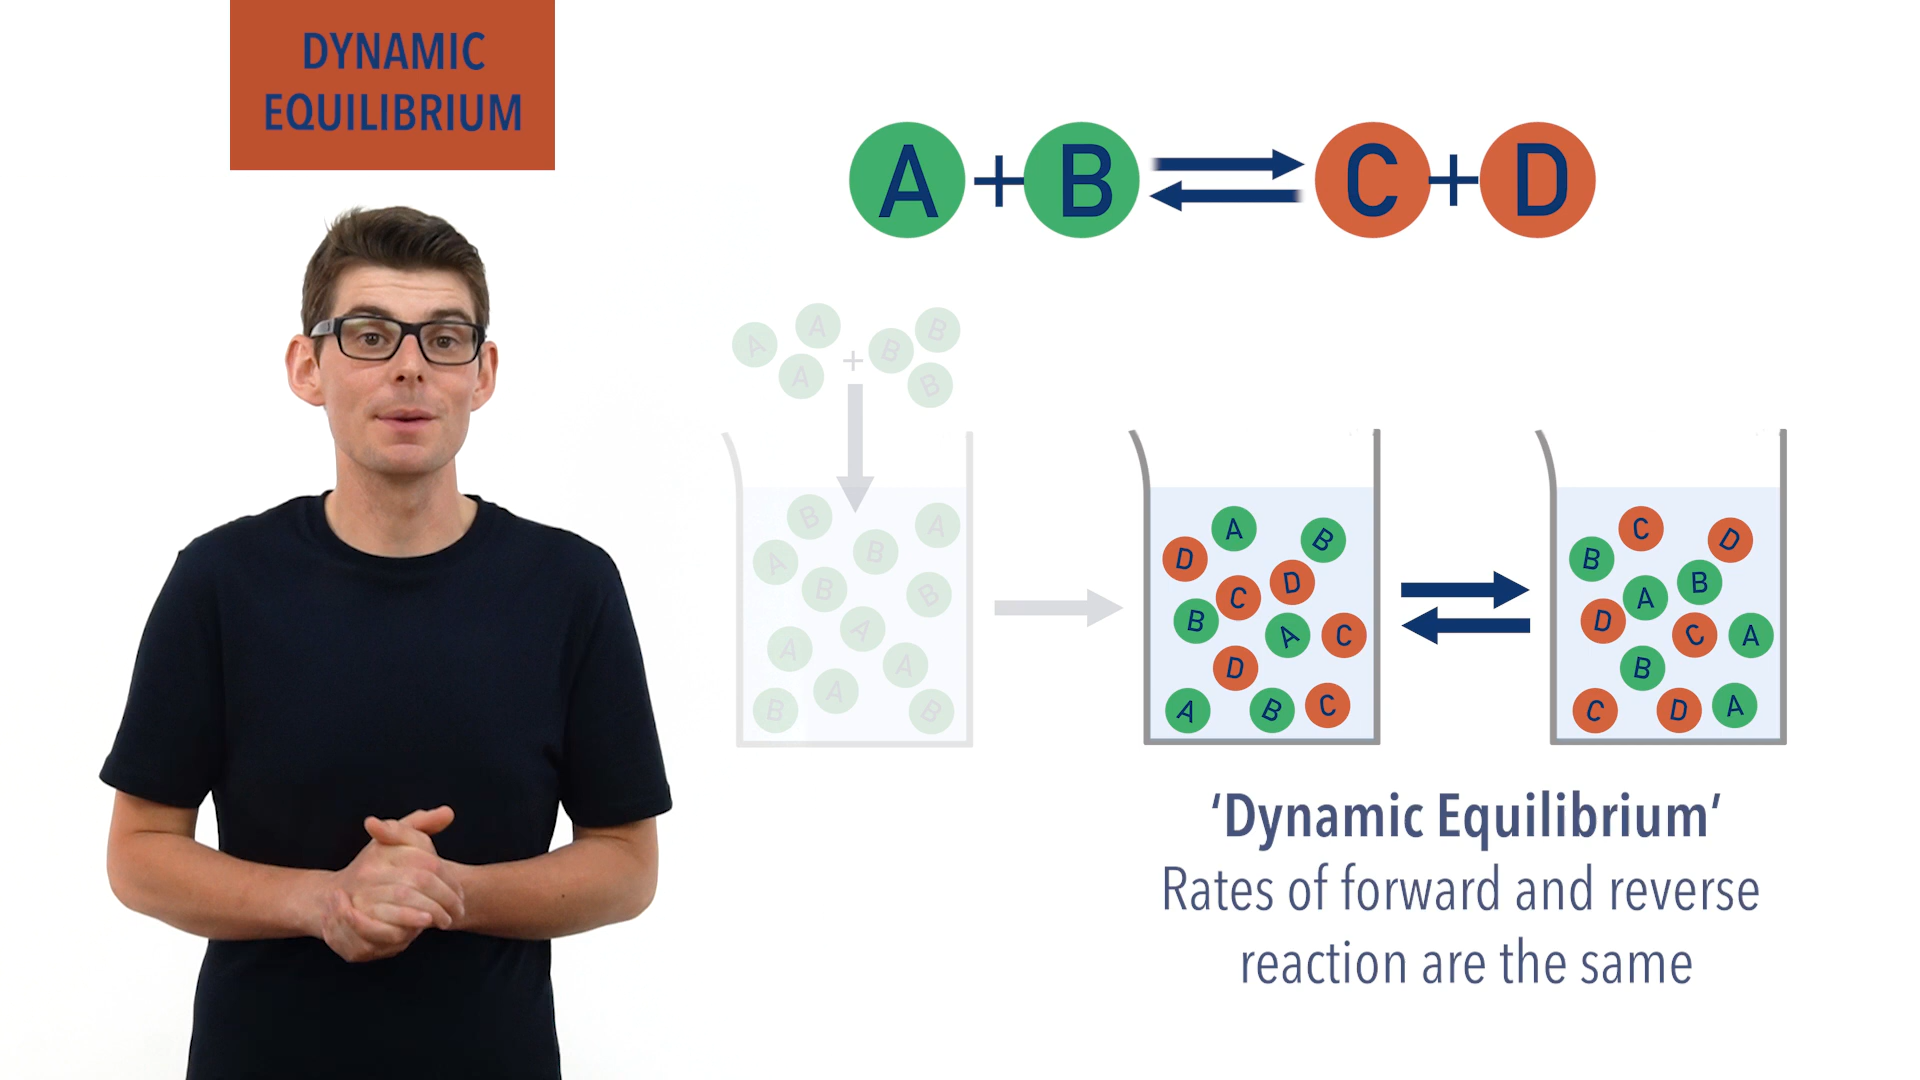 DYNAMIC
EQUILIBRIUM
A + B ⇌ C + D
A A B B
A + B B
B A
B
A
B B
A
A A
A
B B
A B
D
C D
B A C
D
A B C
C D
B
A B
D C A
B
C D A
‘Dynamic Equilibrium’
Rates of forward and reverse
reaction are the same